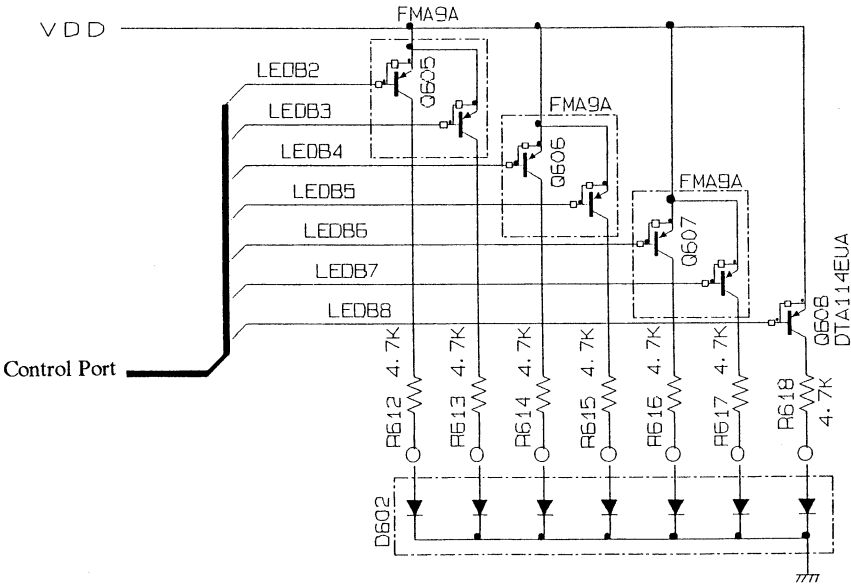 FMA9A
VDD
LEDB2
Q605
LEDB3
FMA9A
LEDB4
Q606
LEDB5
FMA9A
LEDB6
Q607
LEDB7
LEDB8
Q608
DTA114EUA
Control Port
4.7K
4.7K
4.7K
4.7K
4.7K
4.7K
4.7K
R612
R613
R614
R615
R616
R617
R618
D602